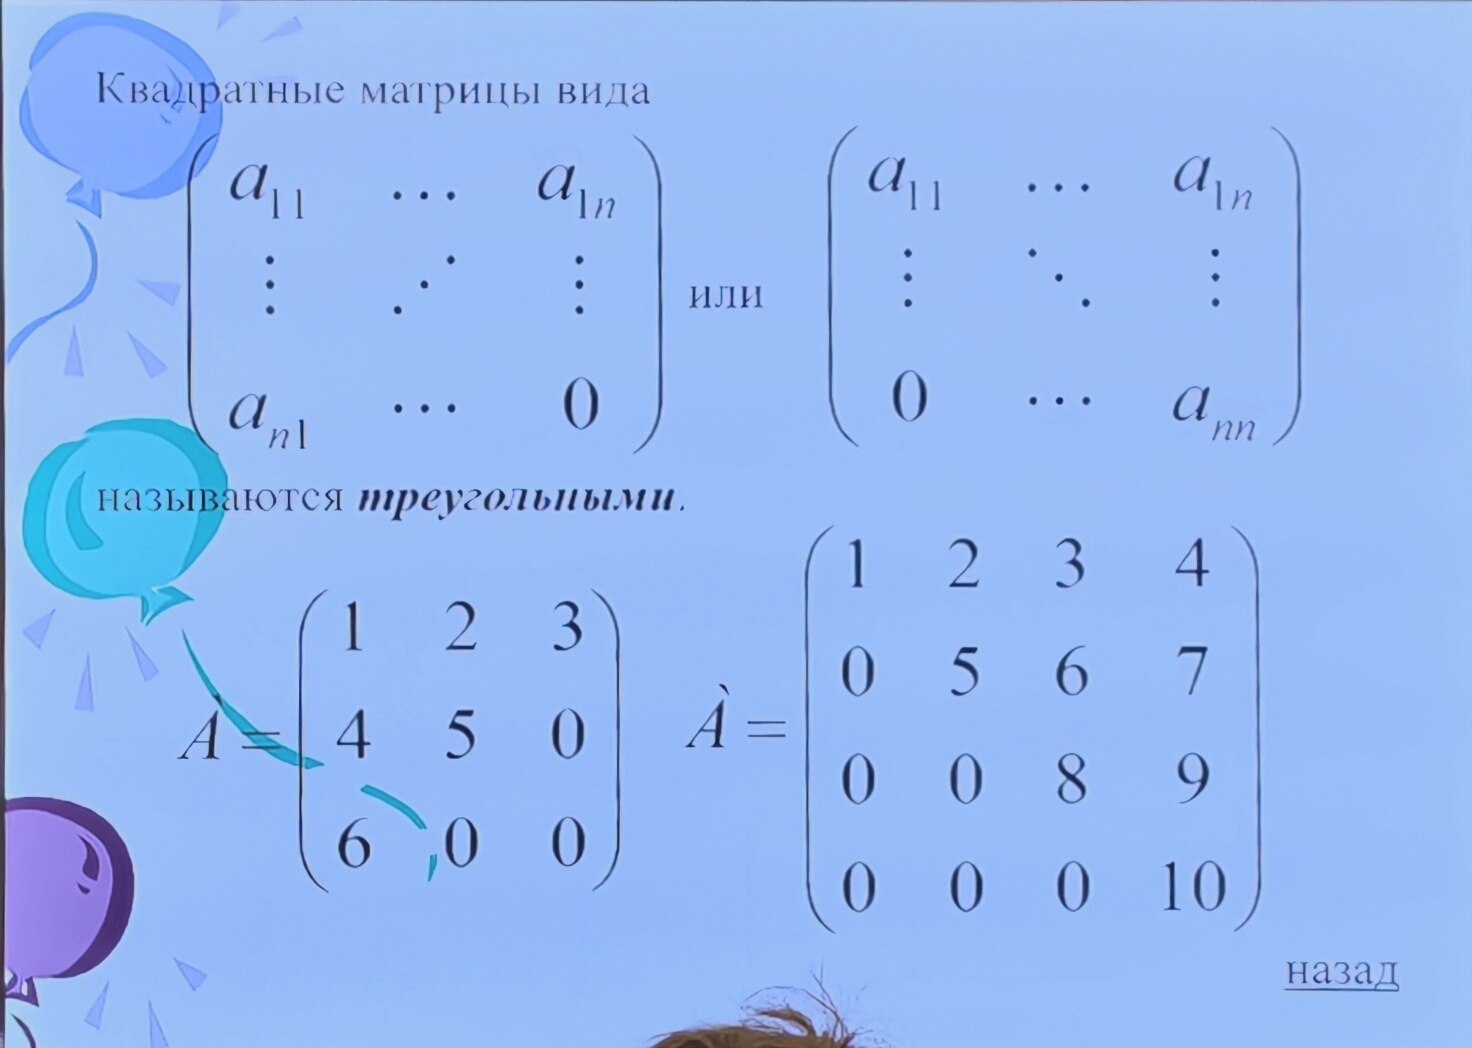 Квадратные матрицы вида
a11 ... a1n
⋮ ⋰ ⋮
an1 ... 0
или
a11 ... a1n
⋮ ⋱ ⋮
0 ... ann
называются треугольными.
A =
1 2 3
4 5 0
6 0 0
À =
1 2 3 4
0 5 6 7
0 0 8 9
0 0 0 10
назад